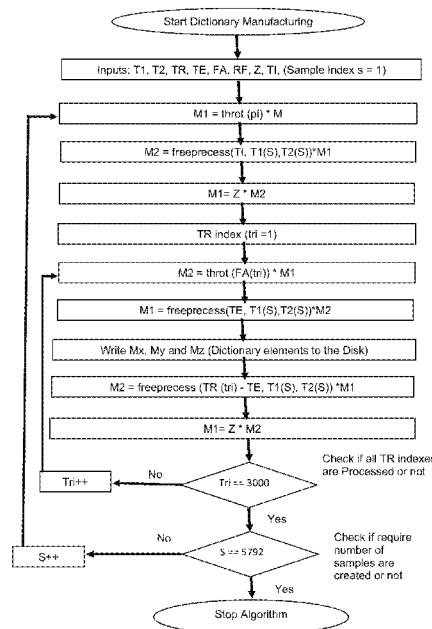 Start Dictionary Manufacturing
Inputs: T1, T2, TR, TE, FA, RF, Z, TI, (Sample Index s = 1)
M1 = throt (pi) * M
M2 = freeprecess(TI, T1(S),T2(S))*M1
M1= Z * M2
TR index (tri =1)
M2 = throt (FA(tri)) * M1
M1 = freeprecess(TE, T1(S),T2(S))*M2
Write Mx, My and Mz (Dictionary elements to the Disk)
M2 = freeprecess (TR (tri) - TE, T1(S), T2(S)) *M1
M1= Z * M2
Check if all TR indexes
are Processed or not
No
Tri++
Tri == 3000
Yes
Check if require
number of
samples are
created or not
No
S++
S == 5792
Yes
Stop Algorithm